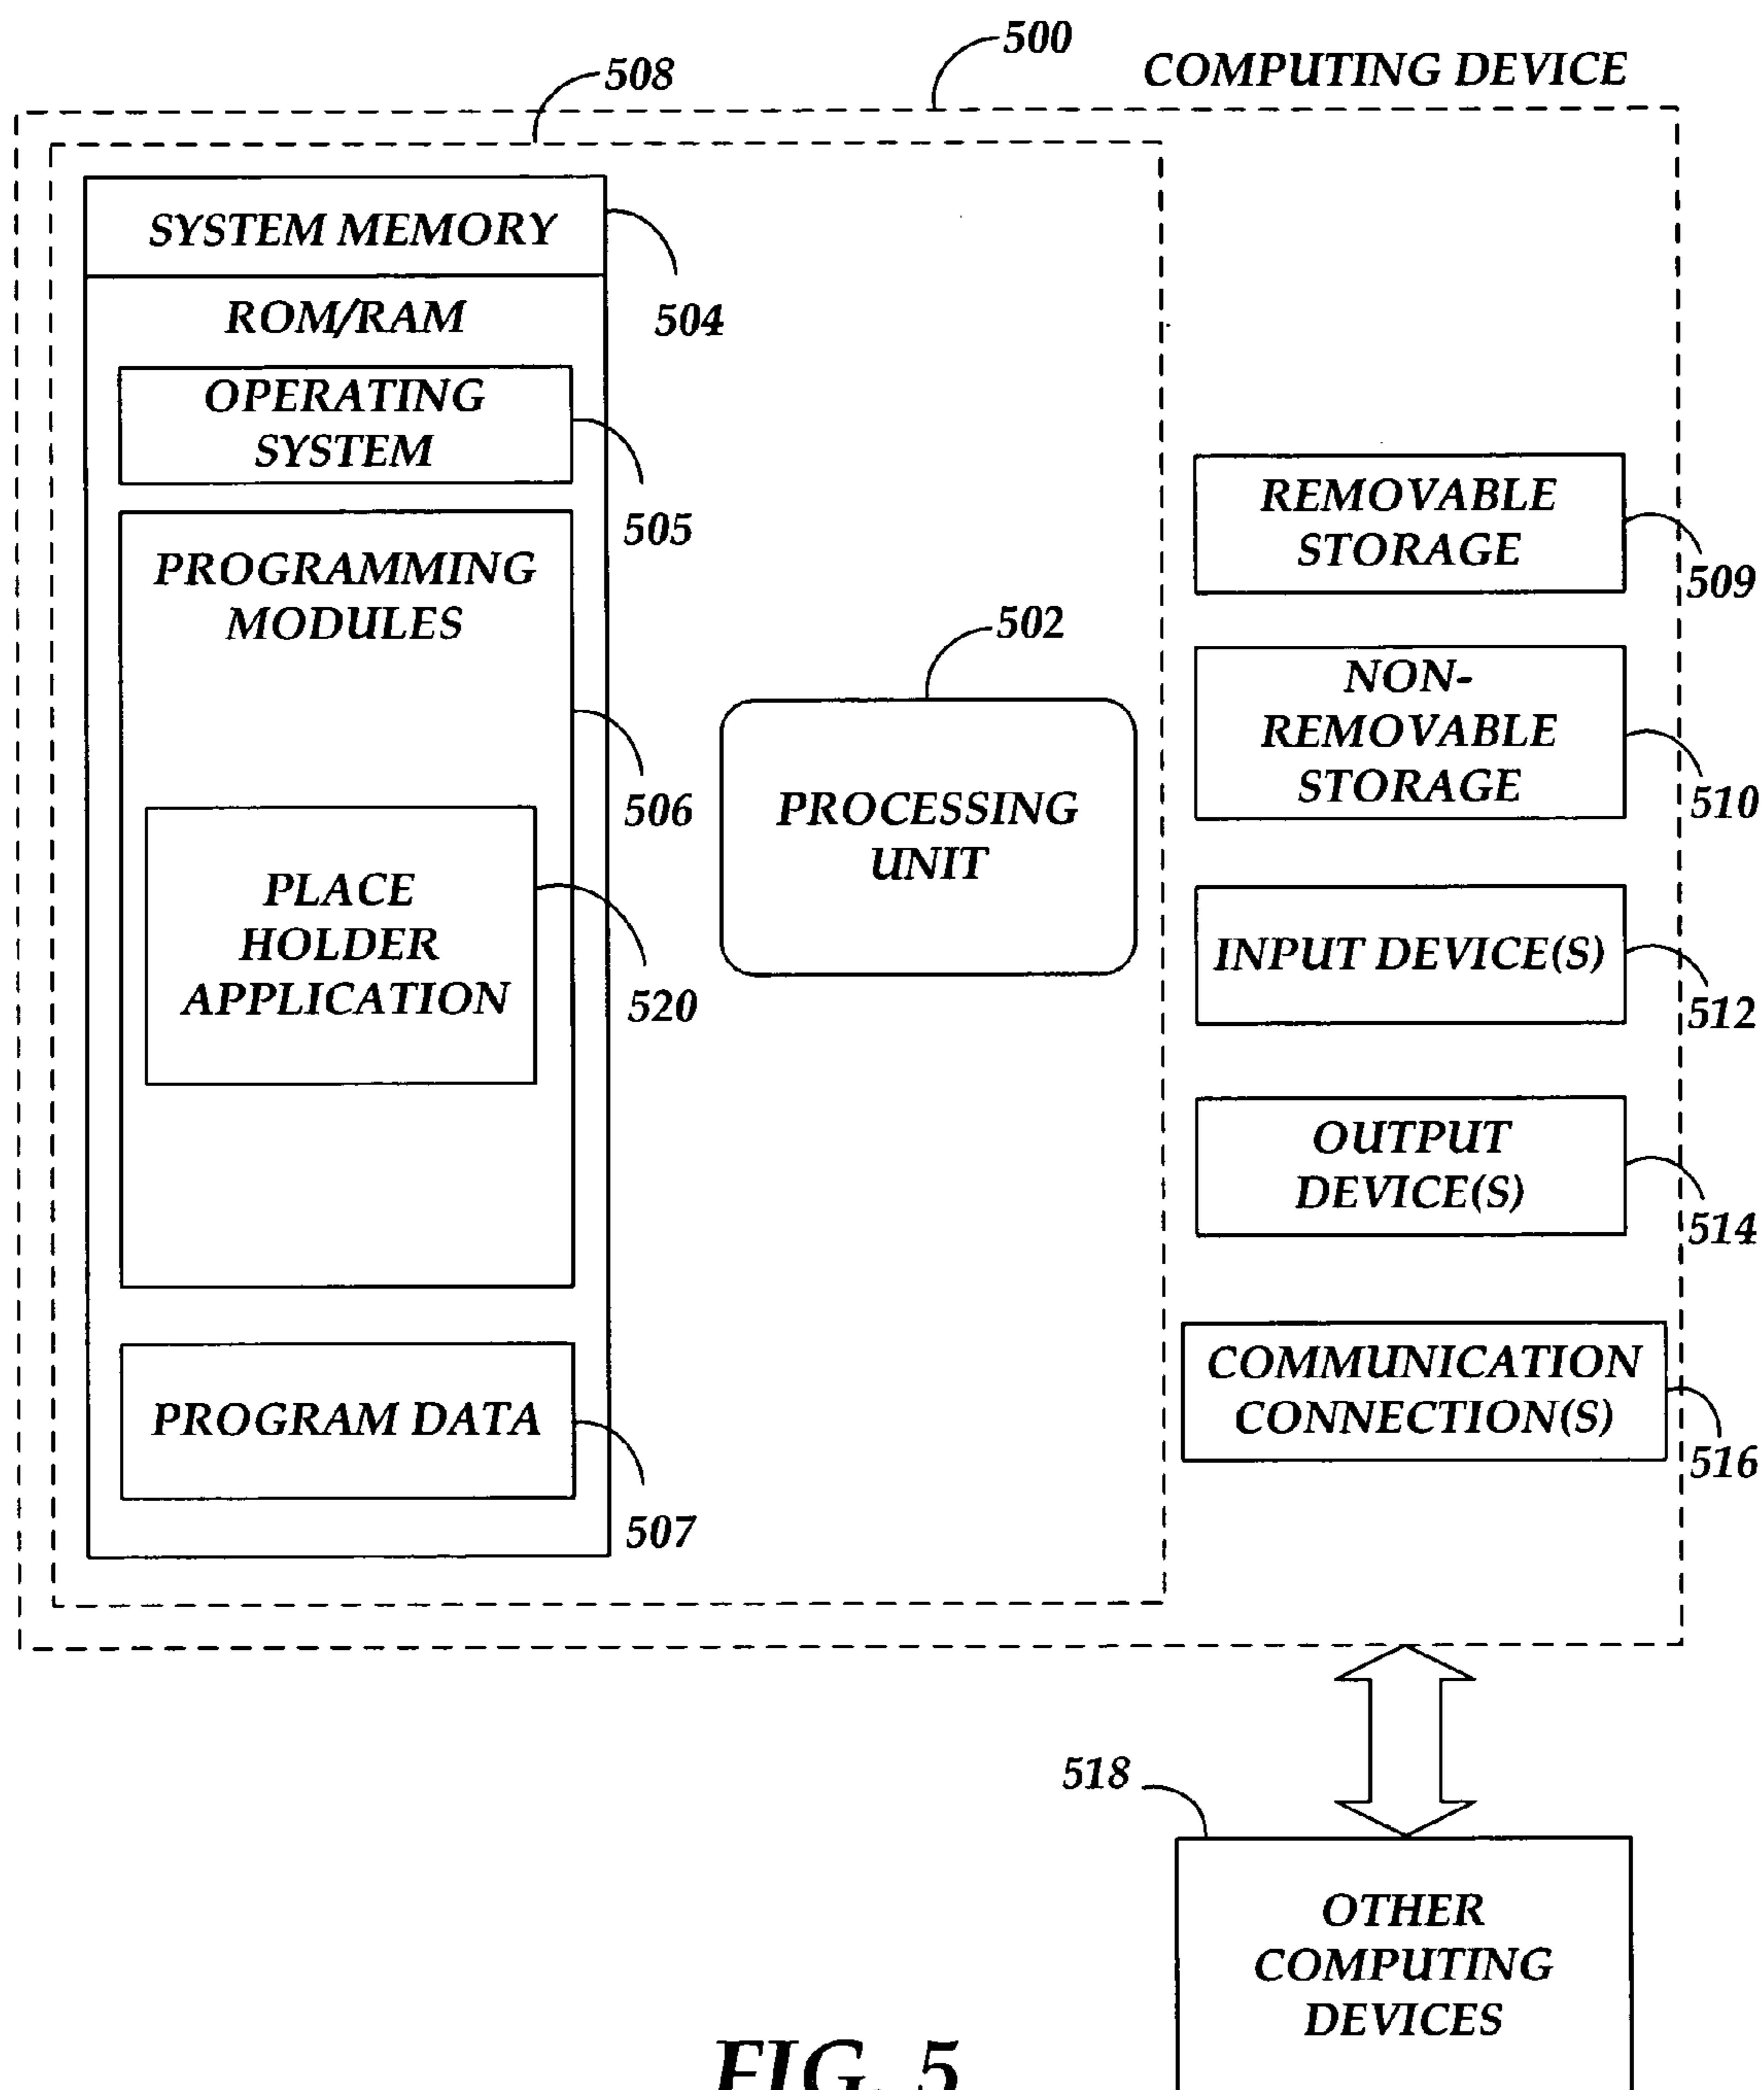 500
COMPUTING DEVICE
508
SYSTEM MEMORY
504
ROM/RAM
OPERATING
SYSTEM
505
PROGRAMMING
MODULES
506
PLACE
HOLDER
APPLICATION
520
PROGRAM DATA
507
502
PROCESSING
UNIT
REMOVABLE
STORAGE
509
NON-
REMOVABLE
STORAGE
510
INPUT DEVICE(S)
512
OUTPUT
DEVICE(S)
514
COMMUNICATION
CONNECTION(S)
516
518
OTHER
COMPUTING
DEVICES
FIG. 5